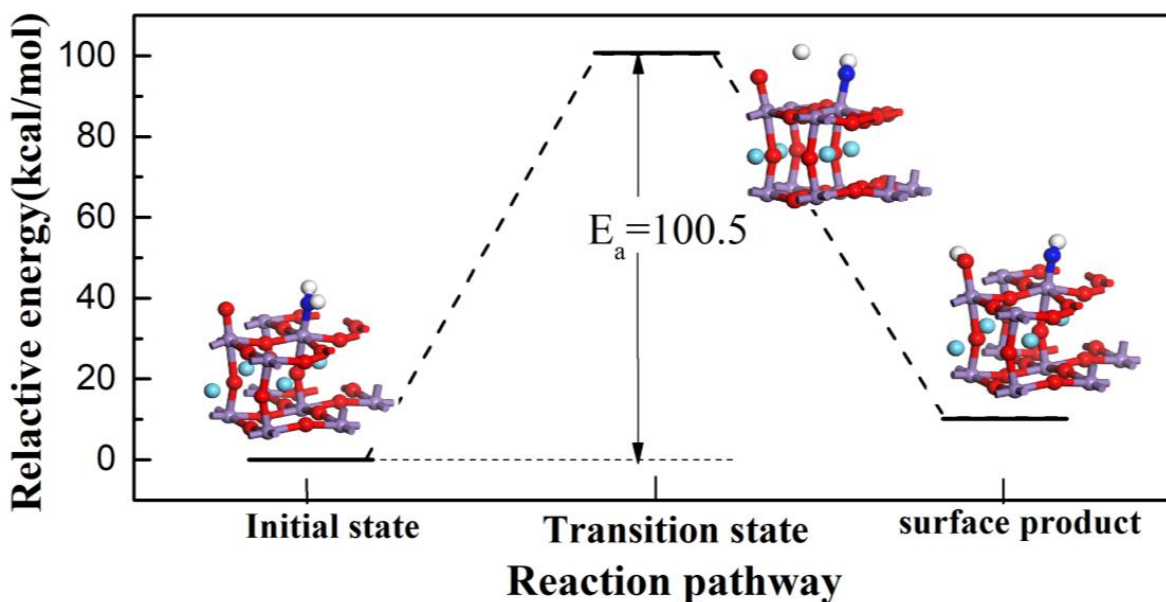 Relactive energy(kcal/mol)
100
80
60
40
20
0
Eₐ=100.5
Initial state
Transition state
surface product
Reaction pathway